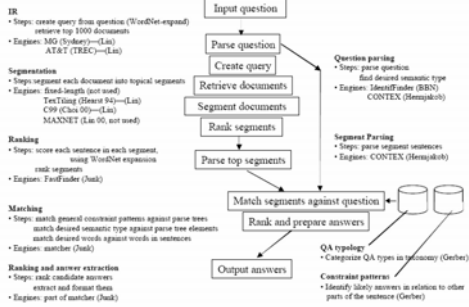 IR
• Steps: create query from question (WordNet-expand)
retrieve top 1000 documents
• Engines: MG (Sydney)—(Lin)
AT&T (TREC)—(Lin)
Segmentation
• Steps segment each document into topical segments
• Engines: fixed-length (not used)
TexTiling (Hearst 94)—(Lin)
C99 (Choi 00)—(Lin)
MAXNET (Lin 00, not used)
Ranking
• Steps: score each sentence in each segment,
using WordNet expansion
rank segments
• Engines: FastFinder (Junk)
Matching
• Steps: match general constraint patterns against parse trees
match desired semantic type against parse tree elements
match desired words against words in sentences
• Engines: matcher (Junk)
Ranking and answer extraction
• Steps: rank candidate answers
extract and format them
• Engines: part of matcher (Junk)
Input question
Parse question
Create query
Retrieve documents
Segment documents
Rank segments
Parse top segments
Match segments against question
Rank and prepare answers
Output answers
Question parsing
• Steps: parse question
find desired semantic type
• Engines: IdentiFinder (BBN)
CONTEX (Hermjakob)
Segment Parsing
• Steps: parse segment sentences
• Engines: CONTEX (Hermjakob)
QA typology
• Categorize QA types in taxonomy (Gerber)
Constraint patterns
• Identify likely answers in relation to other
parts of the sentence (Gerber)